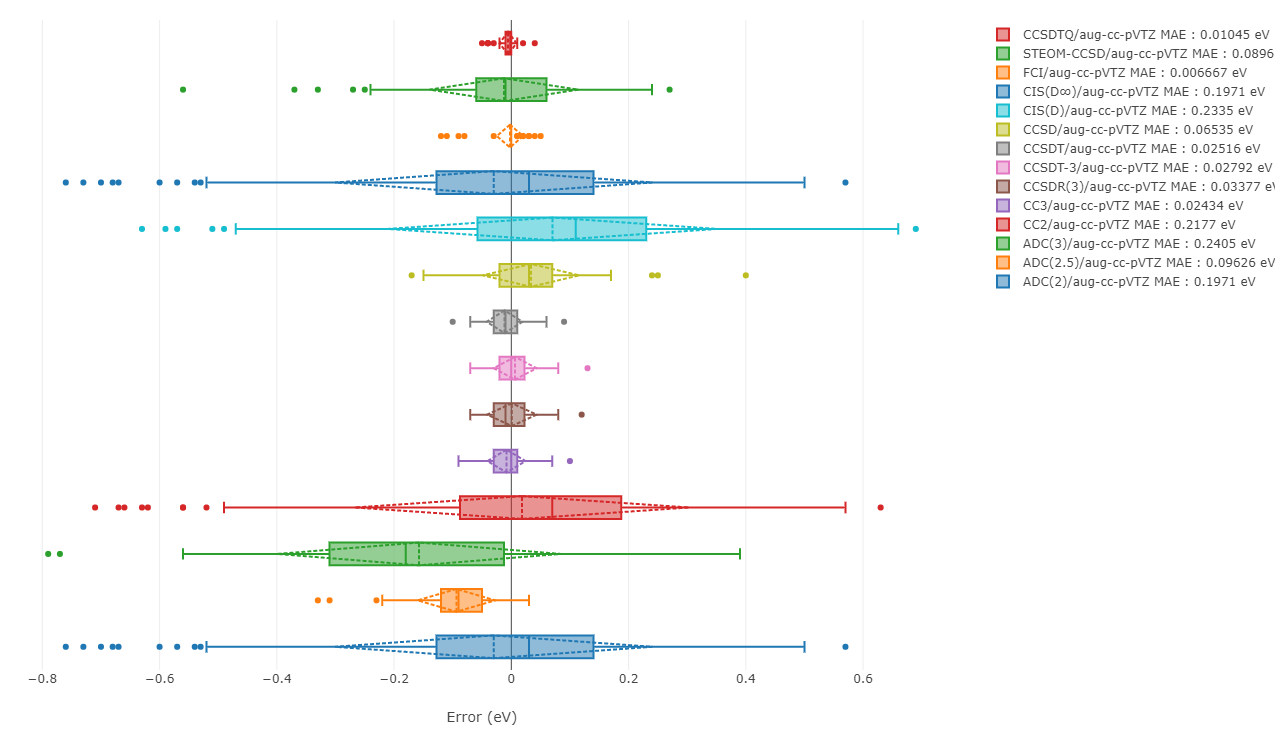 CCSDTQ/aug-cc-pVTZ MAE : 0.01045 eV
STEOM-CCSD/aug-cc-pVTZ MAE : 0.0896
FCI/aug-cc-pVTZ MAE : 0.006667 eV
CIS(D∞)/aug-cc-pVTZ MAE : 0.1971 eV
CIS(D)/aug-cc-pVTZ MAE : 0.2335 eV
CCSD/aug-cc-pVTZ MAE : 0.06535 eV
CCSDT/aug-cc-pVTZ MAE : 0.02516 eV
CCSDT-3/aug-cc-pVTZ MAE : 0.02792 eV
CCSDR(3)/aug-cc-pVTZ MAE : 0.03377 eV
CC3/aug-cc-pVTZ MAE : 0.02434 eV
CC2/aug-cc-pVTZ MAE : 0.2177 eV
ADC(3)/aug-cc-pVTZ MAE : 0.2405 eV
ADC(2.5)/aug-cc-pVTZ MAE : 0.09626 eV
ADC(2)/aug-cc-pVTZ MAE : 0.1971 eV
−0.8 −0.6 −0.4 −0.2 0 0.2 0.4 0.6
Error (eV)